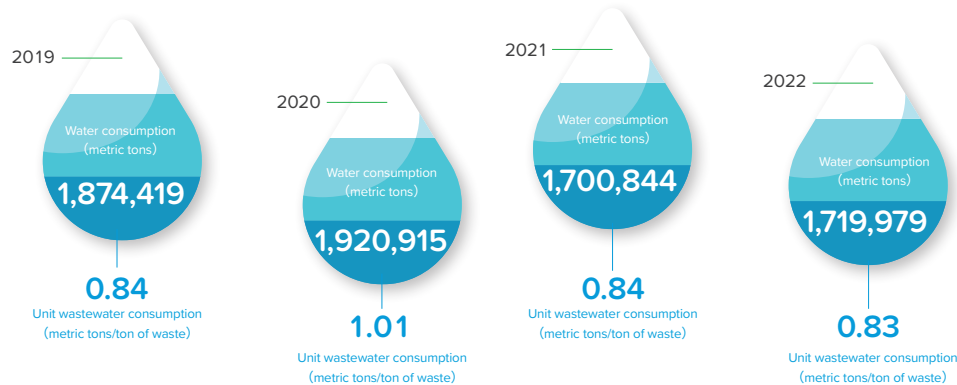 2019
Water consumption
(metric tons)
1,874,419
0.84
Unit wastewater consumption
(metric tons/ton of waste)
2020
Water consumption
(metric tons)
1,920,915
1.01
Unit wastewater consumption
(metric tons/ton of waste)
2021
Water consumption
(metric tons)
1,700,844
0.84
Unit wastewater consumption
(metric tons/ton of waste)
2022
Water consumption
(metric tons)
1,719,979
0.83
Unit wastewater consumption
(metric tons/ton of waste)